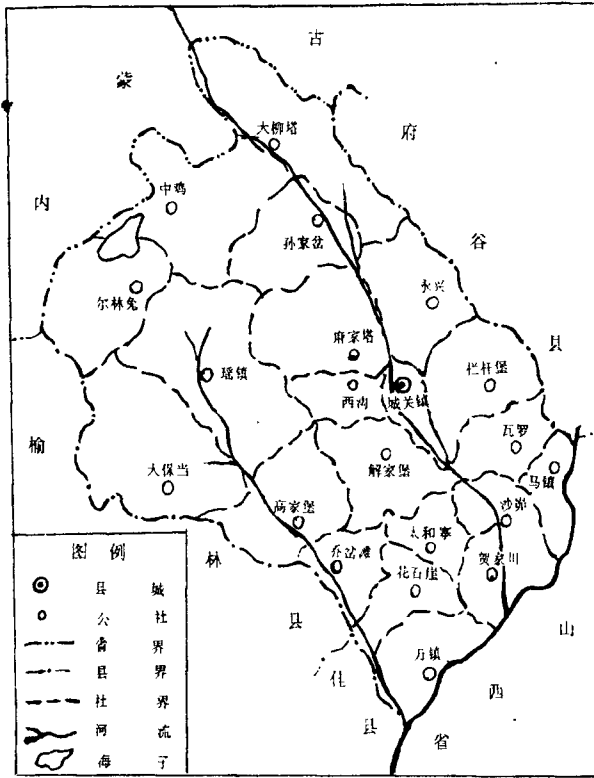 内 蒙 古
府 谷 县
大柳塔
中鸡
孙家岔
尔林兔
永兴
麻家塔
瑶镇
西沟
城关镇
栏杆堡
瓦罗
马镇
大保当
解家堡
高家堡
沙峁
太和寨
乔岔滩
花石崖
贺家川
万镇
榆 林 县
佳 县
山 西 省
图 例
县 城
公 社
省 界
县 界
社 界
河 流
海 子